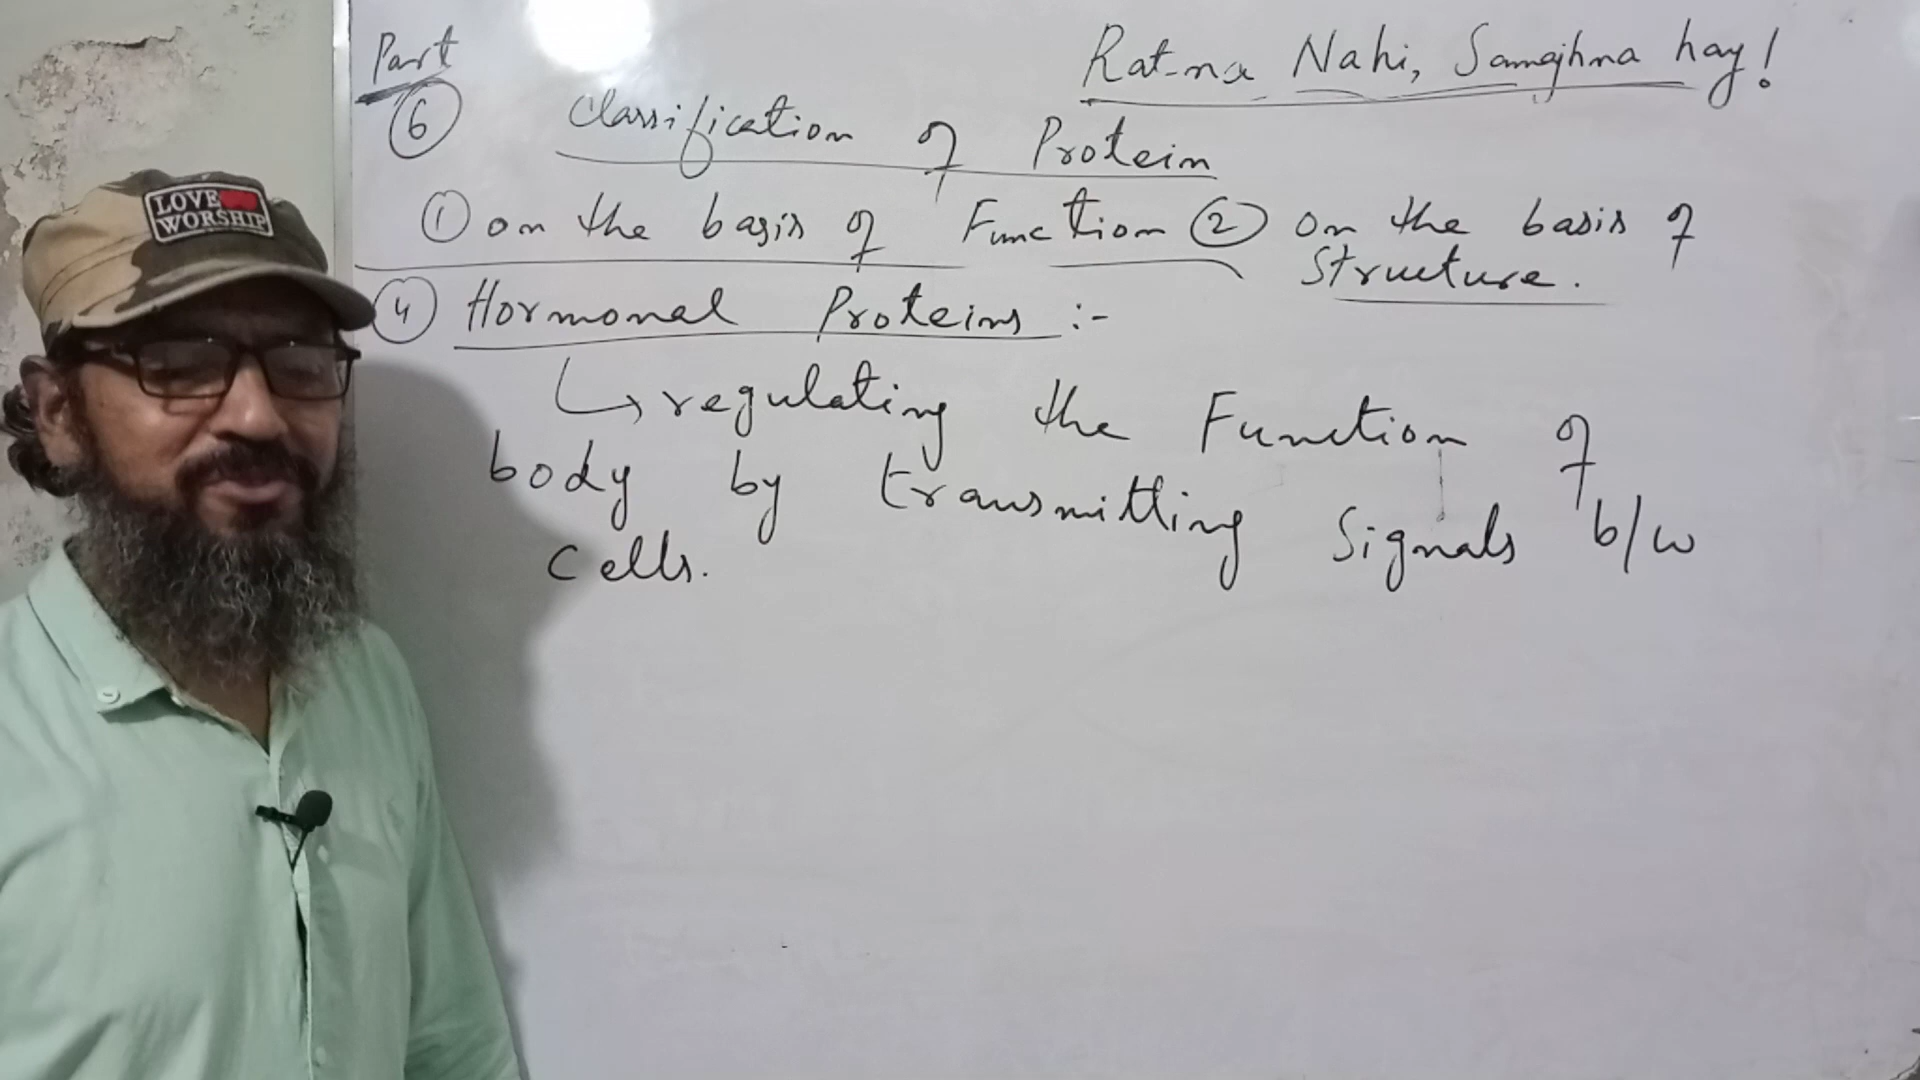 Part
Rat-na Nahi, Samajhna hay!
6
Classification of Protein
1 on the basis of Function 2 on the basis of
Structure.
4 Hormonal Proteins :-
regulating the Function of
body by transmitting Signals b/w
cells.
LOVE
WORSHIP